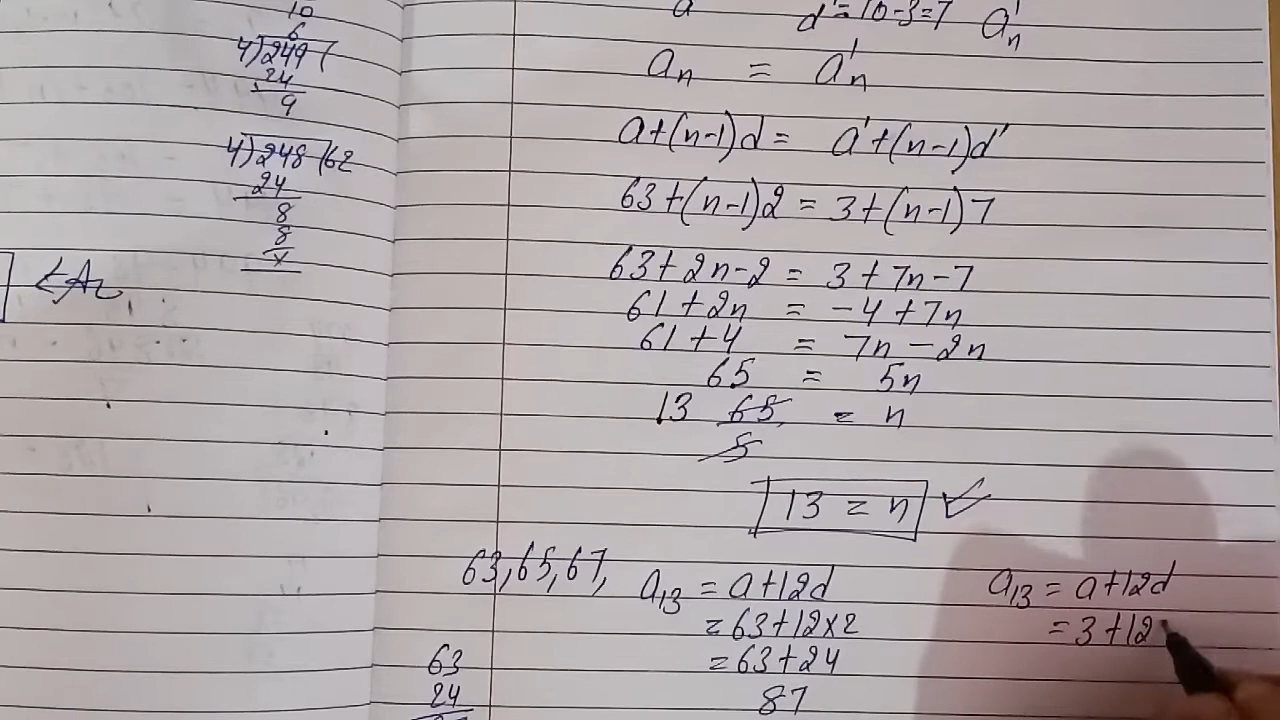 10
6
4)249(
24
9
4)248(62
24
8
8
x
a d' = 10-3=7 a'n
an = a'n
a+(n-1)d = a'+(n-1)d'
63+(n-1)2 = 3+(n-1)7
63+2n-2 = 3+7n-7
61+2n = -4+7n
61+4 = 7n-2n
65 = 5n
13 65 = n
5
13 = n
63,65,67,
a13 = a+12d
=63+12×2
=63+24
87
63
24
a13 = a+12d
=3+12